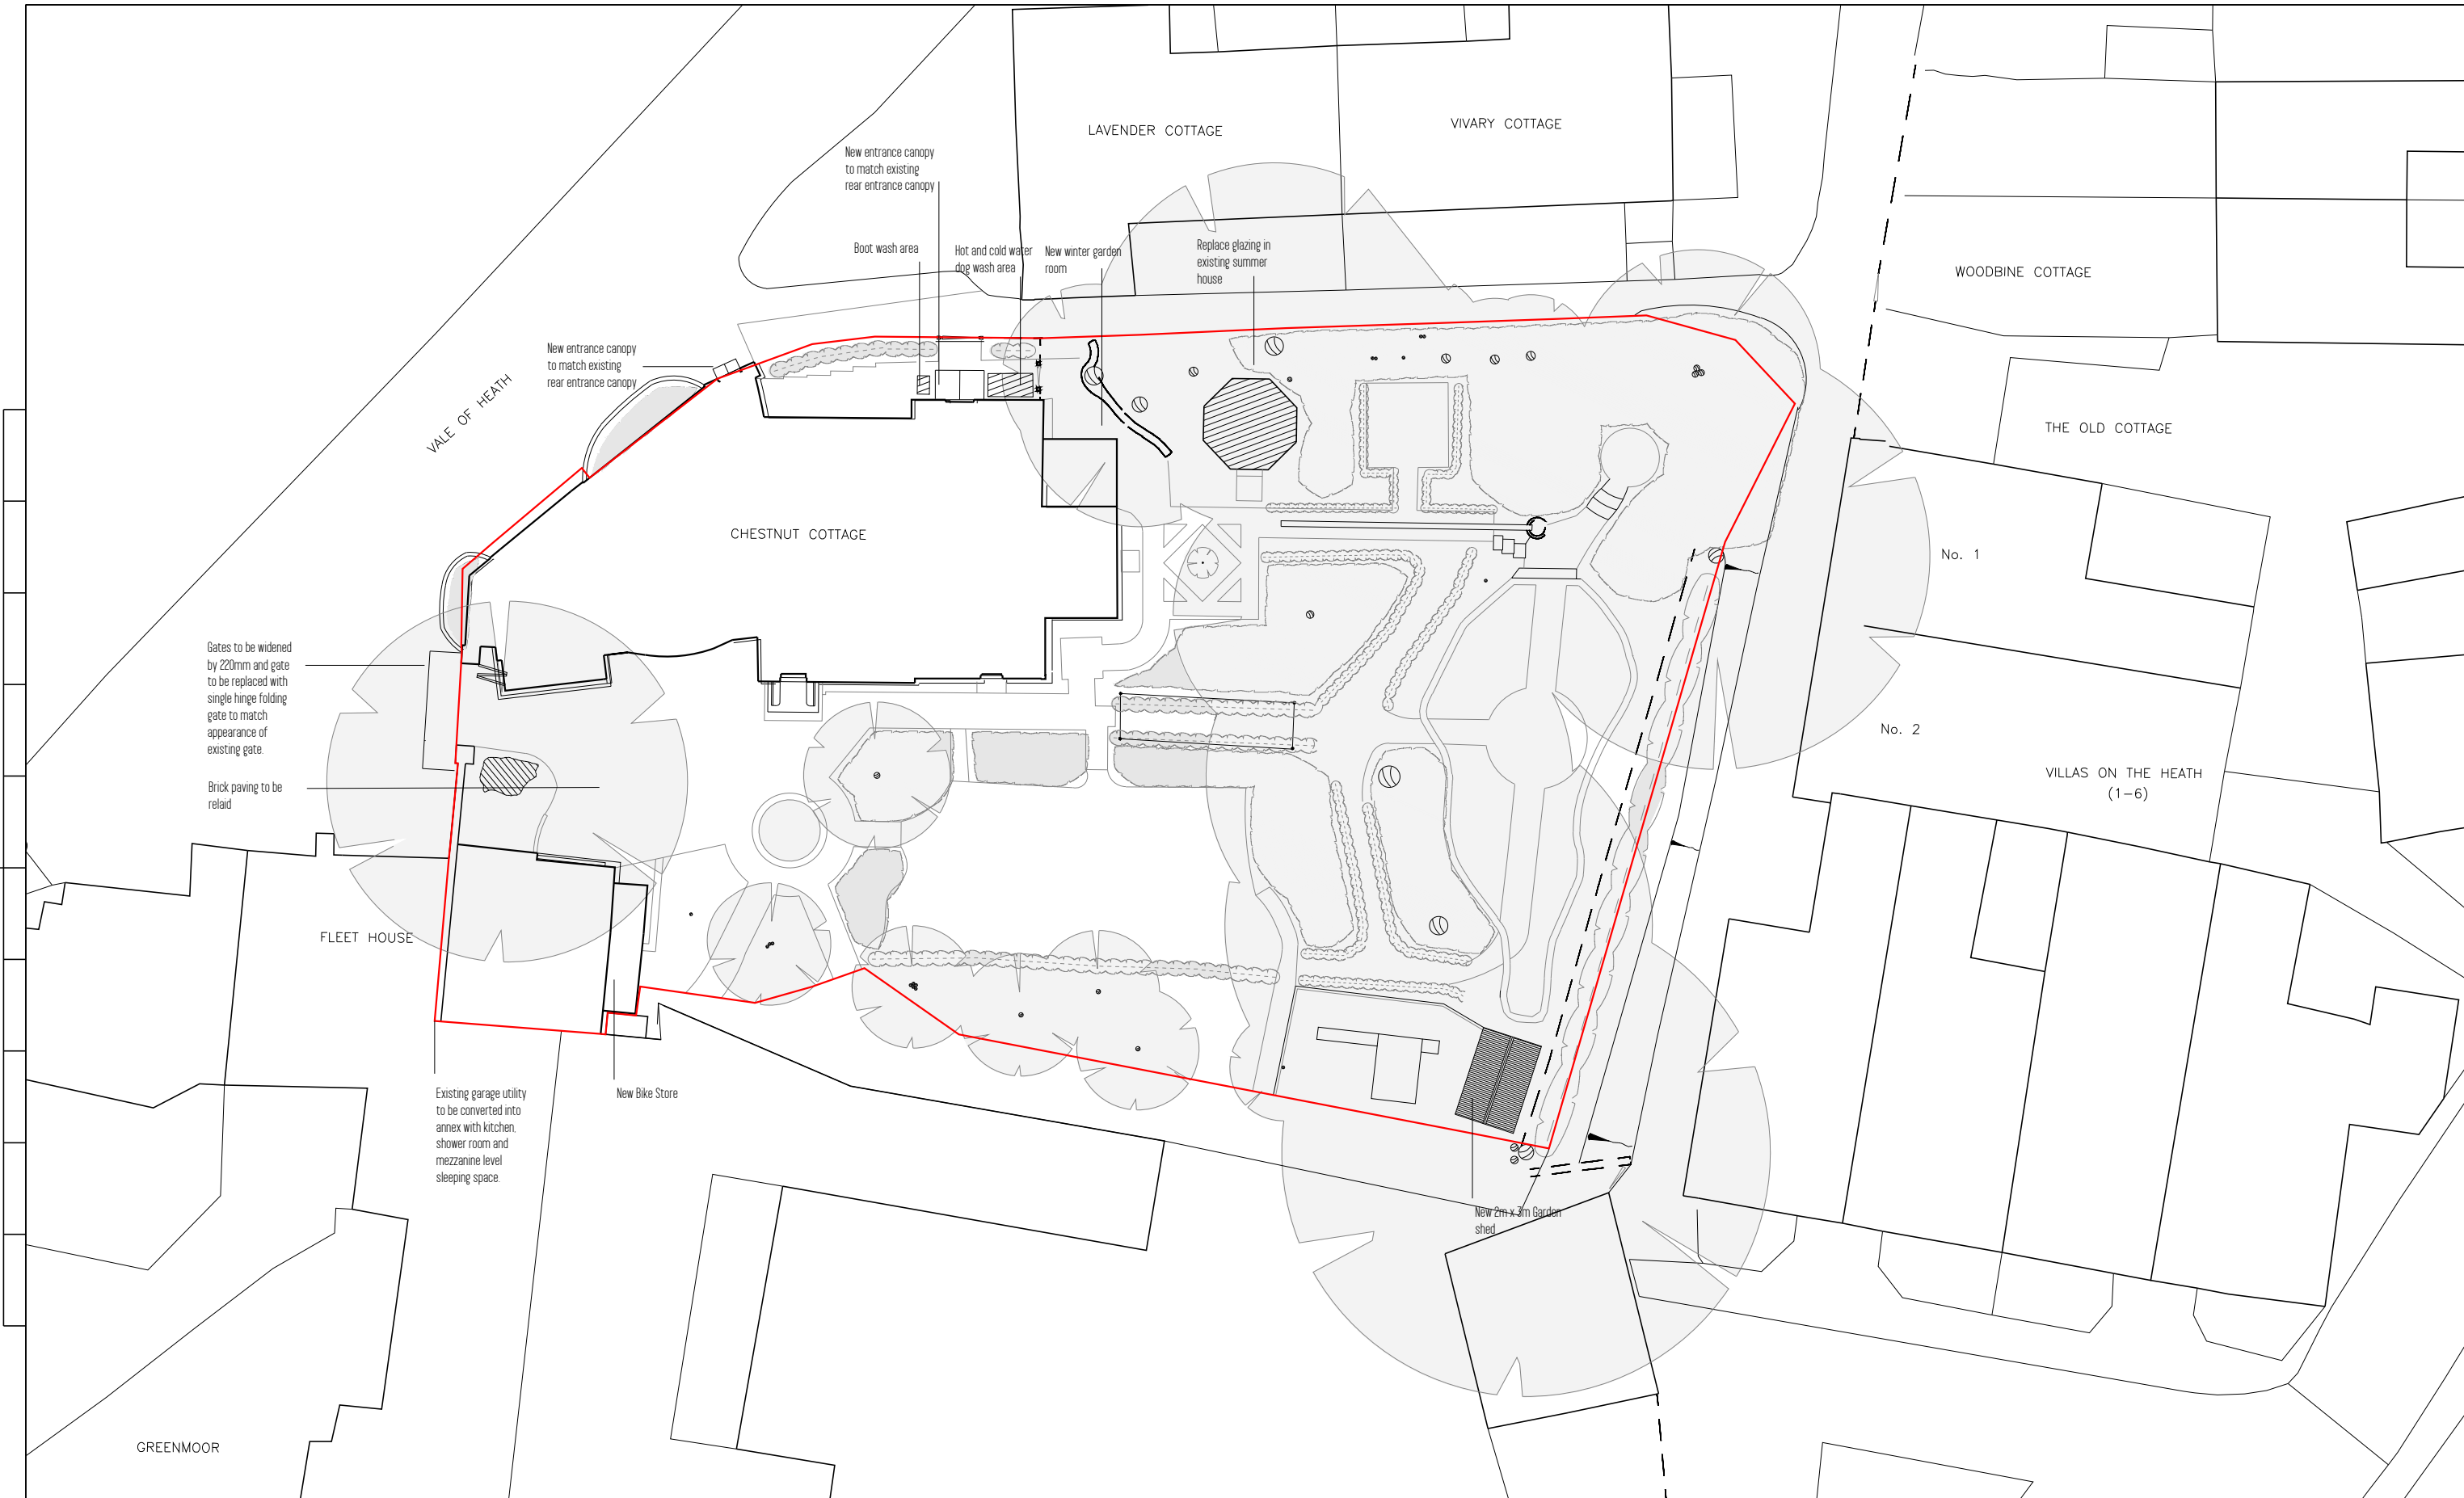 LAVENDER COTTAGE
VIVARY COTTAGE
New entrance canopy
to match existing
rear entrance canopy
Boot wash area
Hot and cold water
dog wash area
New winter garden
room
Replace glazing in
existing summer
house
WOODBINE COTTAGE
New entrance canopy
to match existing
rear entrance canopy
VALE OF HEATH
THE OLD COTTAGE
CHESTNUT COTTAGE
No. 1
Gates to be widened
by 220mm and gate
to be replaced with
single hinge folding
gate to match
appearance of
existing gate.
No. 2
VILLAS ON THE HEATH
(1-6)
Brick paving to be
relaid
FLEET HOUSE
Existing garage utility
to be converted into
annex with kitchen,
shower room and
mezzanine level
sleeping space.
New Bike Store
New 2m x 3m Garden
shed
GREENMOOR